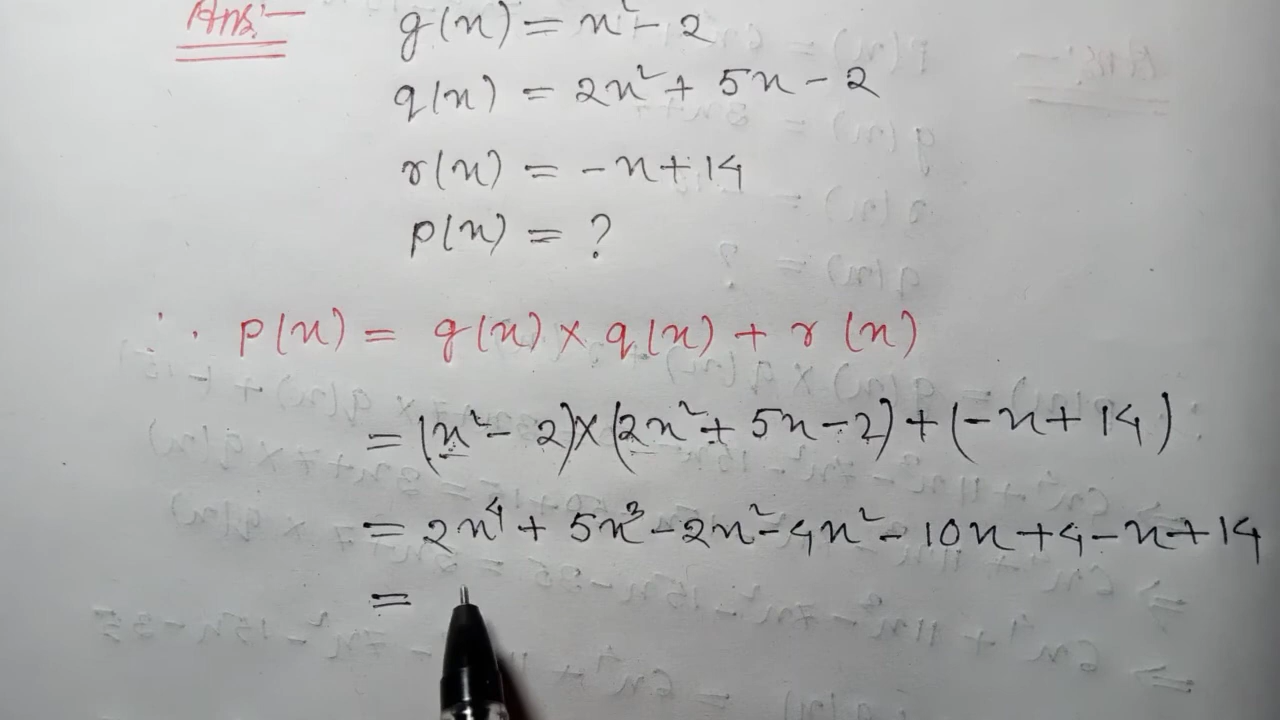 Ans:-
g(x) = x² - 2
q(x) = 2x² + 5x - 2
r(x) = -x + 14
p(x) = ?
∴ p(x) = g(x) × q(x) + r(x)
= (x² - 2) × (2x² + 5x - 2) + (-x + 14)
= 2x⁴ + 5x³ - 2x² - 4x² - 10x + 4 - x + 14
=